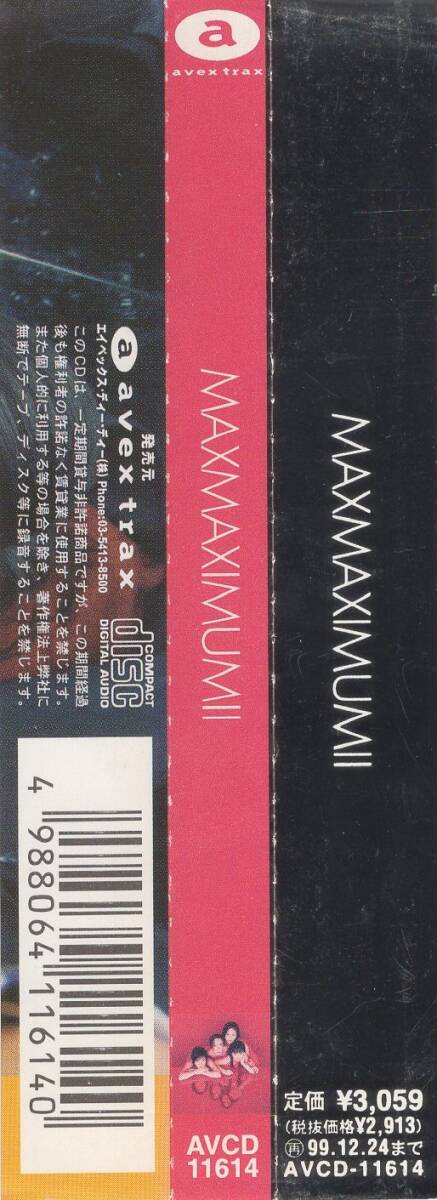 発売元
a avex trax
エイベックス・ディー・ディー(株) Phone:03-5413-8500
このCDは、一定期間貸与非許諾商品ですが、この期間経過
後も権利者の許諾なく賃貸業に使用することを禁じます。
また個人的に利用する等の場合を除き、著作権法上弊社に
無断でテープ、ディスク等に録音することを禁じます。
COMPACT
disc
DIGITAL AUDIO
4 988064 116140
a
avex trax
MAXMAXIMUMII
AVCD
11614
MAXMAXIMUMII
定価 ¥3,059
(税抜価格¥2,913)
再 99.12.24まで
AVCD-11614